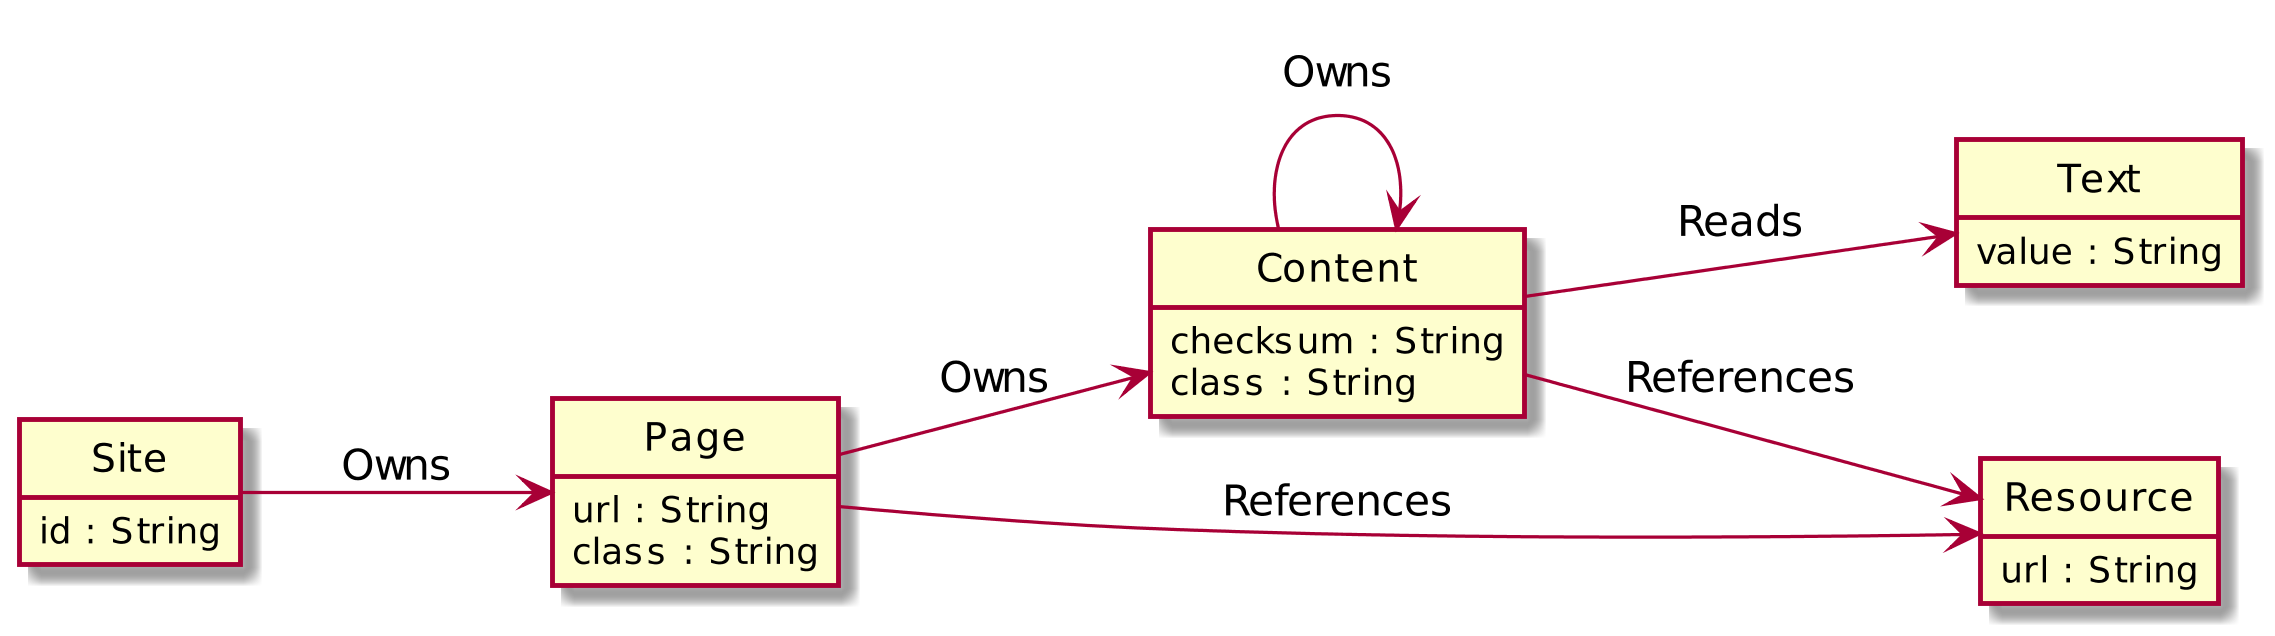 Owns
Text
value : String
Reads
Content
checksum : String
class : String
Owns
References
Site
id : String
Owns
Page
url : String
class : String
References
Resource
url : String